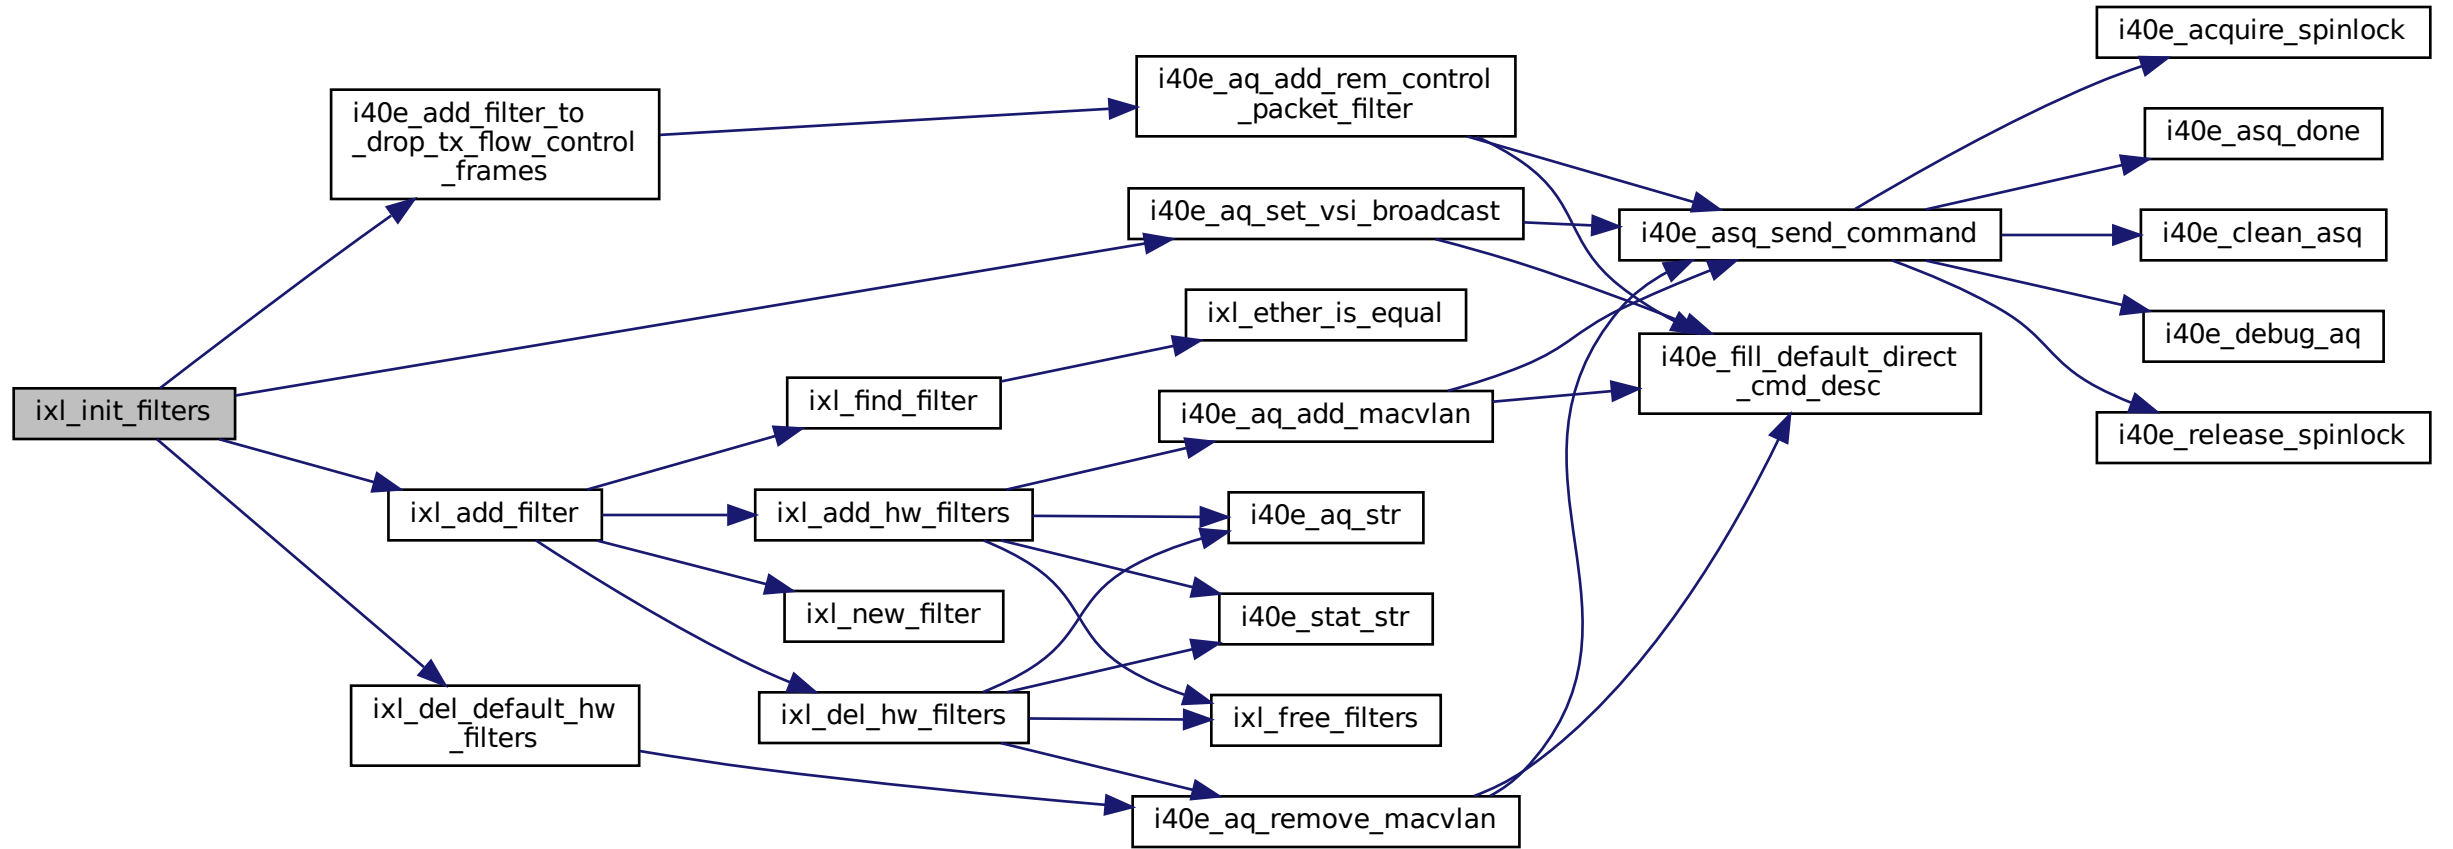 ixl_init_filters
i40e_add_filter_to
_drop_tx_flow_control
_frames
i40e_aq_add_rem_control
_packet_filter
i40e_asq_send_command
i40e_acquire_spinlock
i40e_asq_done
i40e_clean_asq
i40e_debug_aq
i40e_release_spinlock
i40e_fill_default_direct
_cmd_desc
i40e_aq_set_vsi_broadcast
ixl_add_filter
ixl_find_filter
ixl_ether_is_equal
ixl_add_hw_filters
i40e_aq_add_macvlan
i40e_aq_str
i40e_stat_str
ixl_free_filters
ixl_new_filter
ixl_del_hw_filters
i40e_aq_remove_macvlan
ixl_del_default_hw
_filters